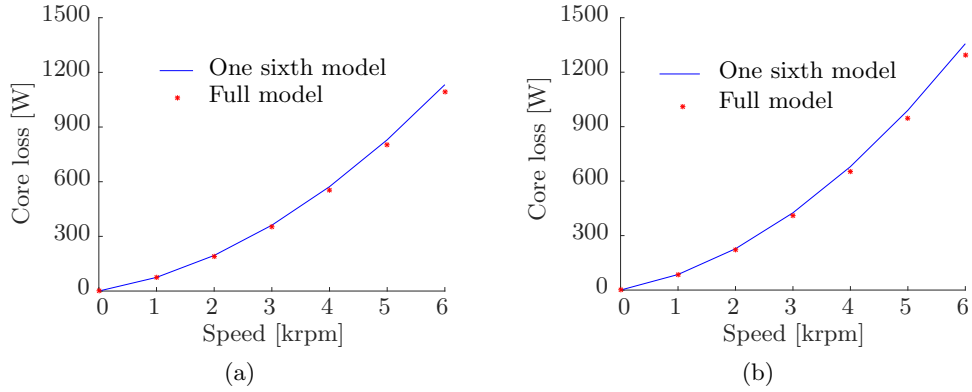 1500
1200
900
600
300
0
Core loss [W]
One sixth model
Full model
0 1 2 3 4 5 6
Speed [krpm]
(a)
1500
1200
900
600
300
0
Core loss [W]
One sixth model
Full model
0 1 2 3 4 5 6
Speed [krpm]
(b)